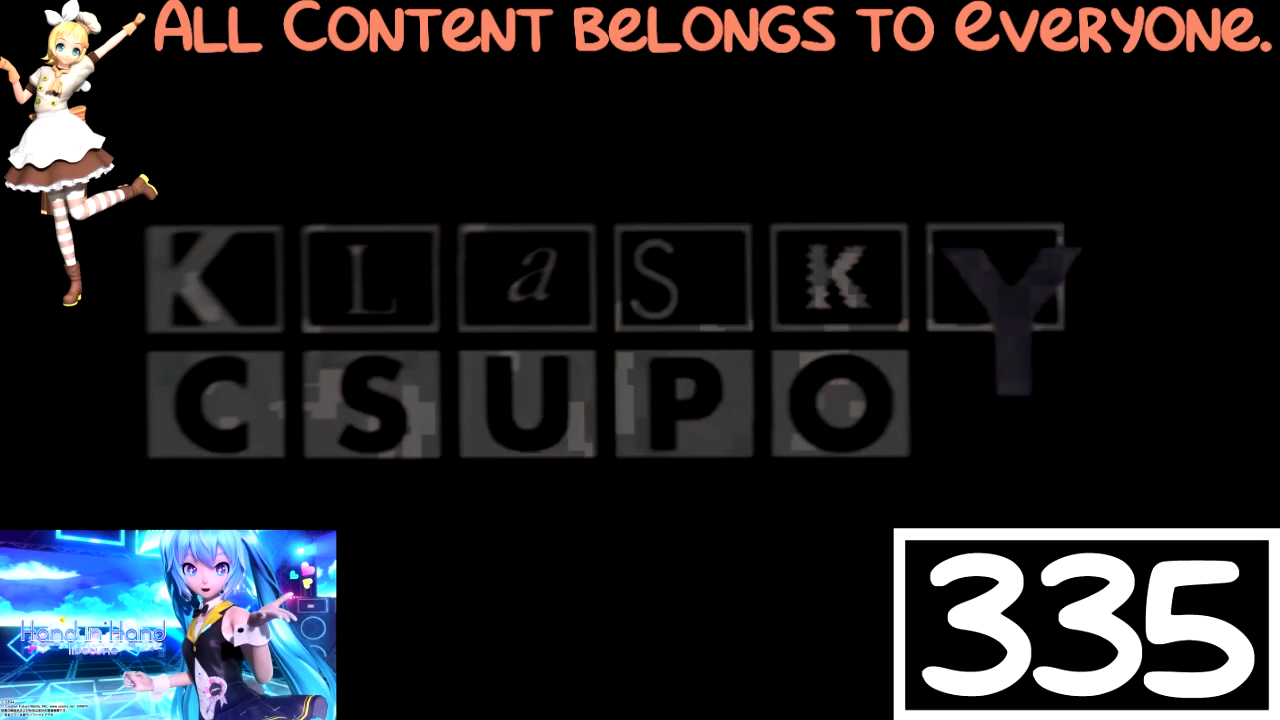 ALL CONTENT BELONGS TO EVERYONE.
KLaSKY
CSUPO
Hand in Hand
335